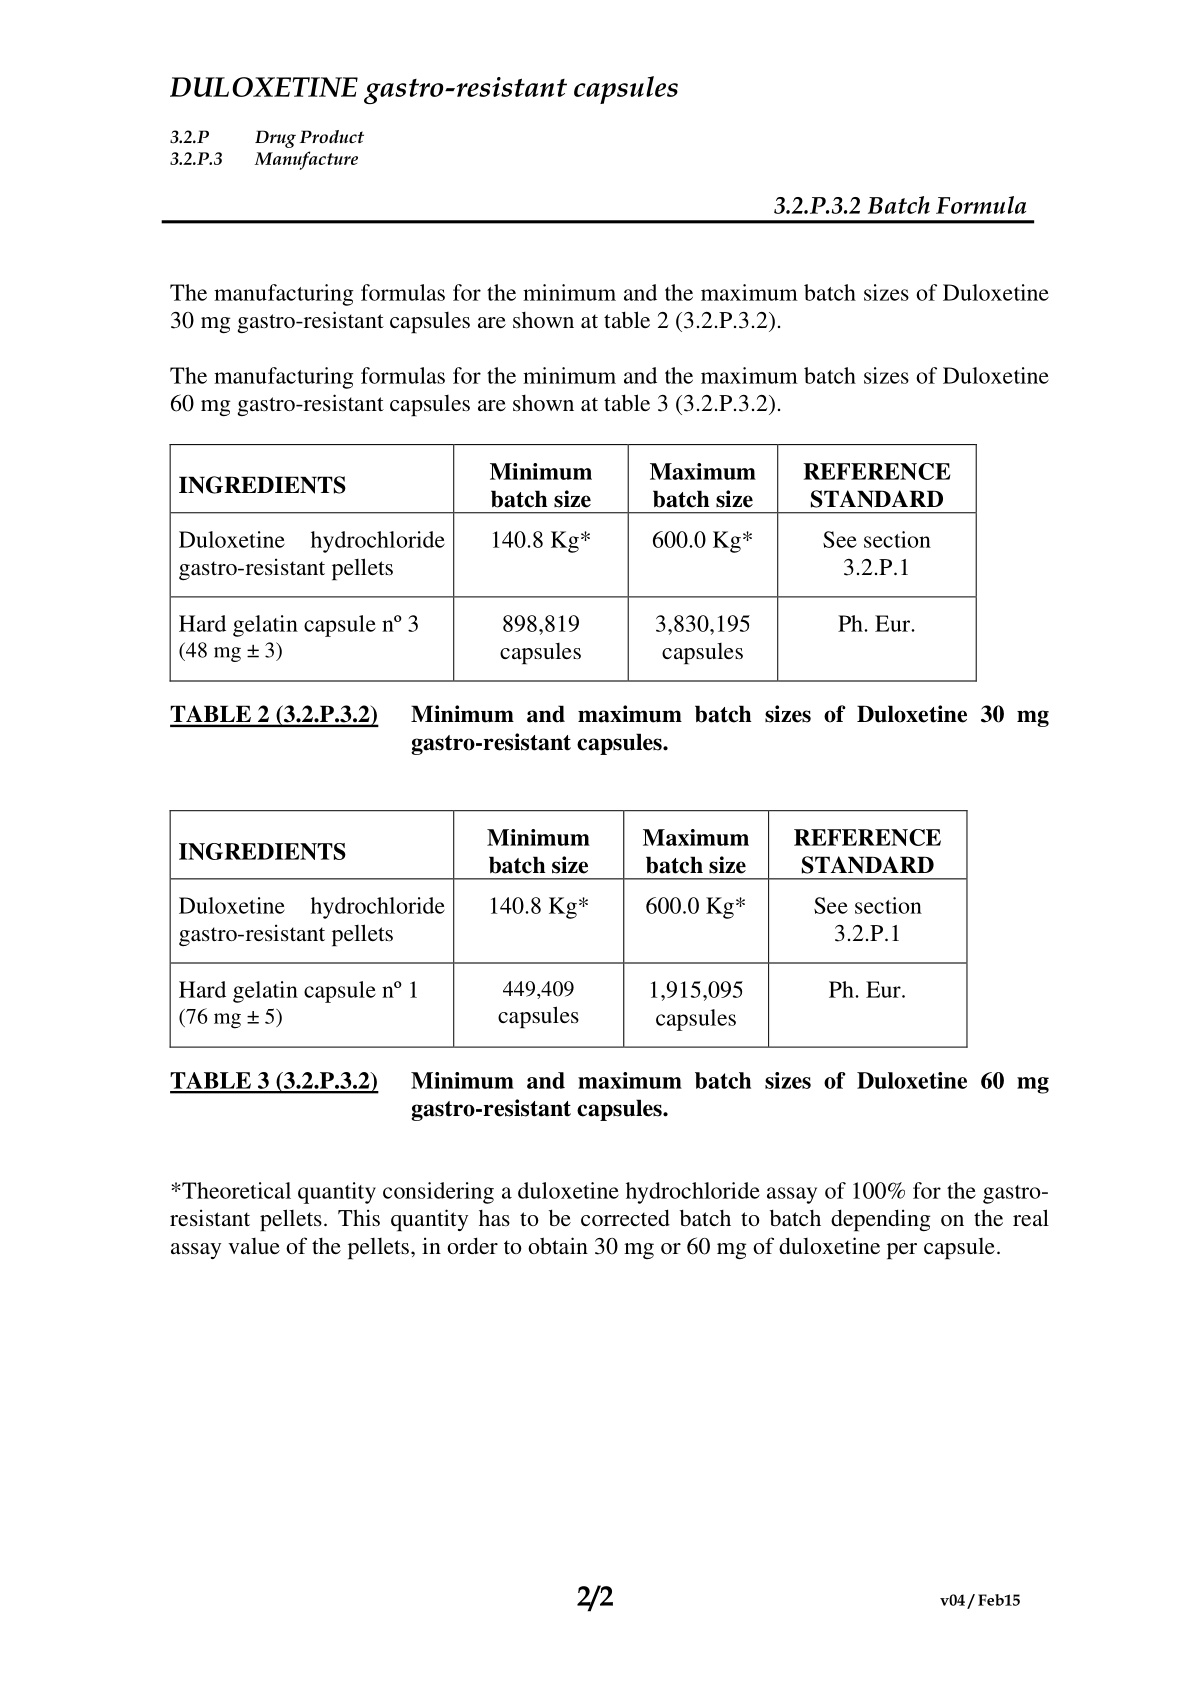 DULOXETINE gastro-resistant capsules
3.2.P Drug Product
3.2.P.3 Manufacture
3.2.P.3.2 Batch Formula
The manufacturing formulas for the minimum and the maximum batch sizes of Duloxetine
30 mg gastro-resistant capsules are shown at table 2 (3.2.P.3.2).
The manufacturing formulas for the minimum and the maximum batch sizes of Duloxetine
60 mg gastro-resistant capsules are shown at table 3 (3.2.P.3.2).
INGREDIENTS Minimum batch size Maximum batch size REFERENCE STANDARD
Duloxetine hydrochloride gastro-resistant pellets 140.8 Kg* 600.0 Kg* See section 3.2.P.1
Hard gelatin capsule nº 3 (48 mg ± 3) 898,819 capsules 3,830,195 capsules Ph. Eur.
TABLE 2 (3.2.P.3.2) Minimum and maximum batch sizes of Duloxetine 30 mg
gastro-resistant capsules.
INGREDIENTS Minimum batch size Maximum batch size REFERENCE STANDARD
Duloxetine hydrochloride gastro-resistant pellets 140.8 Kg* 600.0 Kg* See section 3.2.P.1
Hard gelatin capsule nº 1 (76 mg ± 5) 449,409 capsules 1,915,095 capsules Ph. Eur.
TABLE 3 (3.2.P.3.2) Minimum and maximum batch sizes of Duloxetine 60 mg
gastro-resistant capsules.
*Theoretical quantity considering a duloxetine hydrochloride assay of 100% for the gastro-
resistant pellets. This quantity has to be corrected batch to batch depending on the real
assay value of the pellets, in order to obtain 30 mg or 60 mg of duloxetine per capsule.
2/2
v04 / Feb15